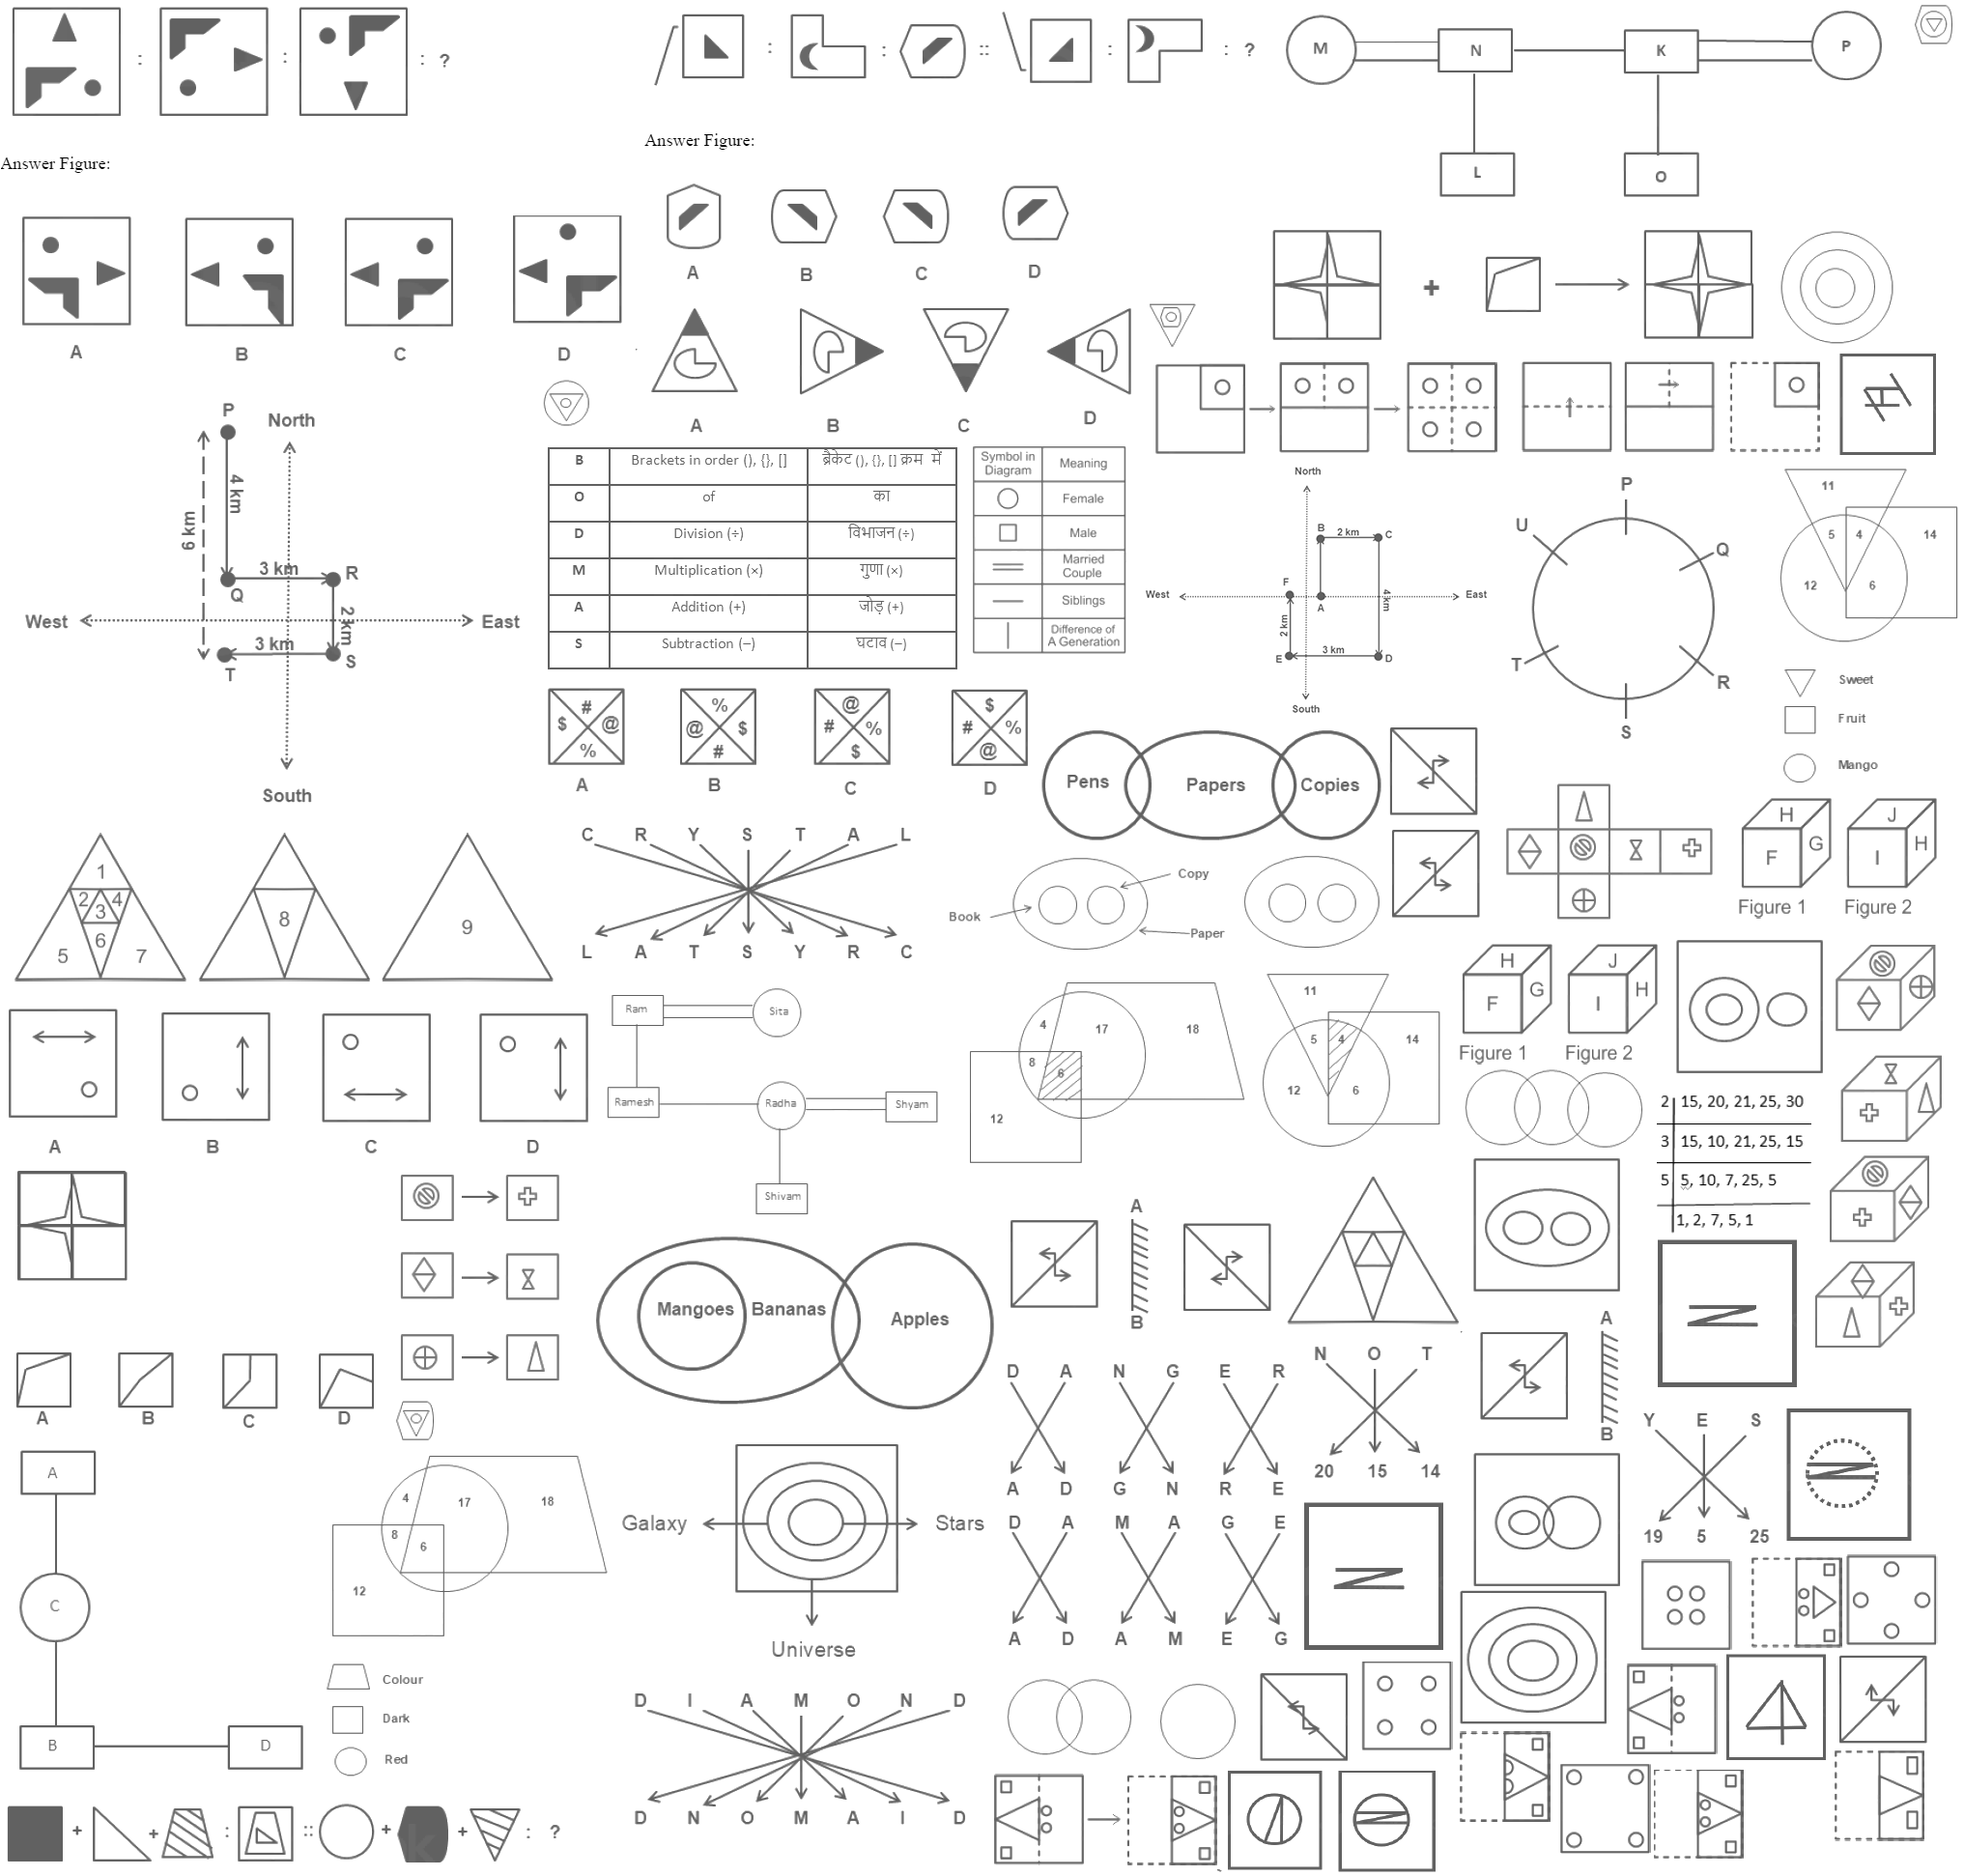 : : : ?
Answer Figure:
A B C D
: : :: : : ?
Answer Figure:
A B C D
A B C D
M N K P
L O
+
P
North
4 km
6 km
3 km
Q
R
West
East
2 km
3 km
S
T
South
B Brackets in order (), {}, [] ब्रैकेट (), {}, [] क्रम में
O of का
D Division (÷) विभाजन (÷)
M Multiplication (×) गुणा (×)
A Addition (+) जोड़ (+)
S Subtraction (–) घटाव (–)
Symbol in Diagram Meaning
Female
Male
Married Couple
Siblings
Difference of A Generation
North
B 2 km C
F
West East
A
4 km
2 km
E 3 km D
South
P
U Q
T R
S
11
5 4 14
12 6
Sweet
Fruit
Mango
# $ @ %
% @ $ #
@ # % $
$ # % @
A B C D
Pens Papers Copies
Copy
Book
Paper
H G F
J H I
Figure 1 Figure 2
H G F
J H I
Figure 1 Figure 2
1
2 3 4
5 6 7
8
9
C R Y S T A L
L A T S Y R C
A B C D
Ram Sita
Ramesh Radha Shyam
Shivam
4 17 18
8 6
12
11
5 4 14
12 6
2 15, 20, 21, 25, 30
3 15, 10, 21, 25, 15
5 5, 10, 7, 25, 5
1, 2, 7, 5, 1
A B C D
Mangoes Bananas Apples
A
B
A
B
D A N G E R
A D G N R E
N O T
20 15 14
Y E S
19 5 25
D A M A G E
A D A M E G
A
C
B D
4 17 18
8 6
12
Colour
Dark
Red
Galaxy Stars
Universe
D I A M O N D
D N O M A I D
+ + : :: + + : ?